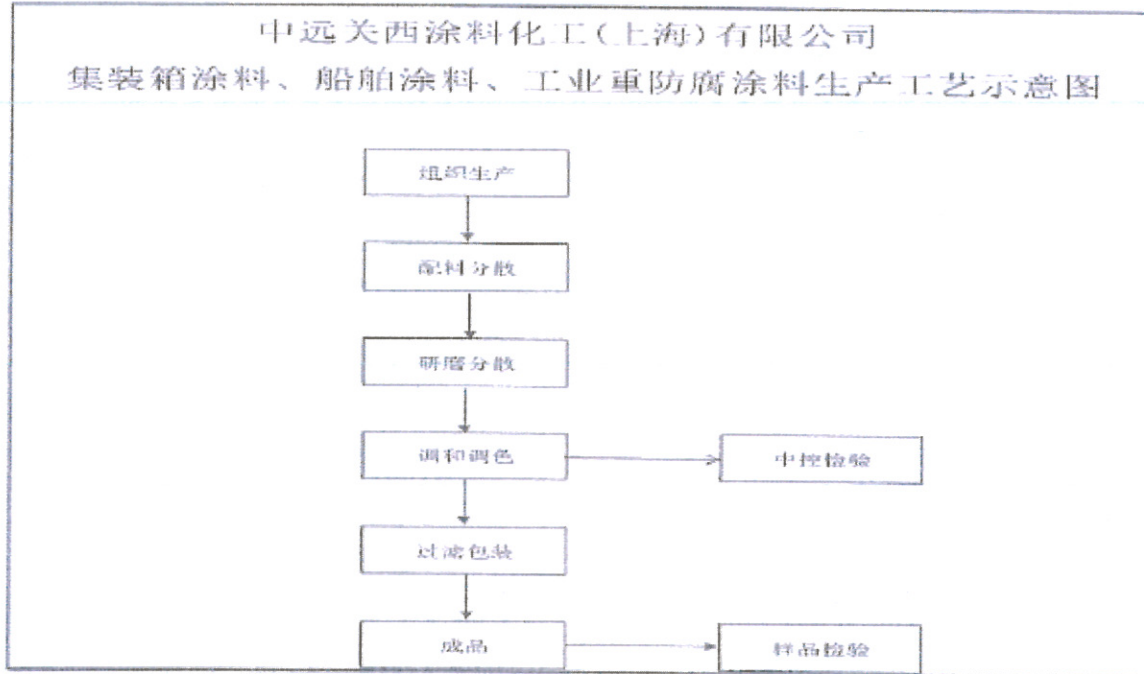 中远关西涂料化工(上海)有限公司
集装箱涂料、船舶涂料、工业重防腐涂料生产工艺示意图
组织生产
配料分散
研磨分散
调和调色
中控检验
过滤包装
成品
样品检验